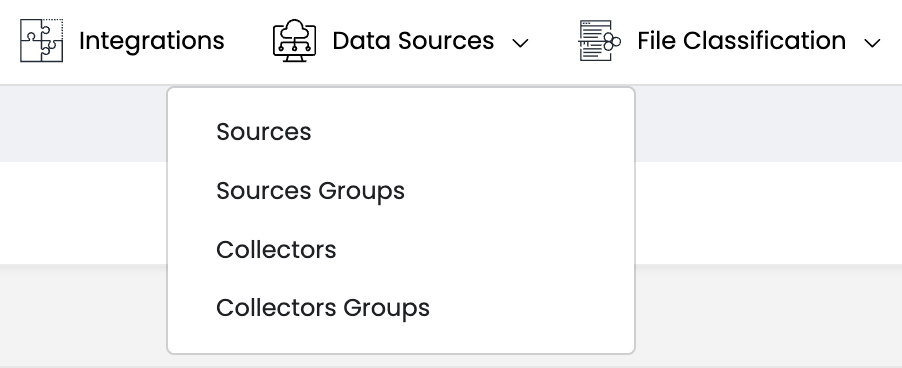 Integrations Data Sources File Classification
Sources
Sources Groups
Collectors
Collectors Groups